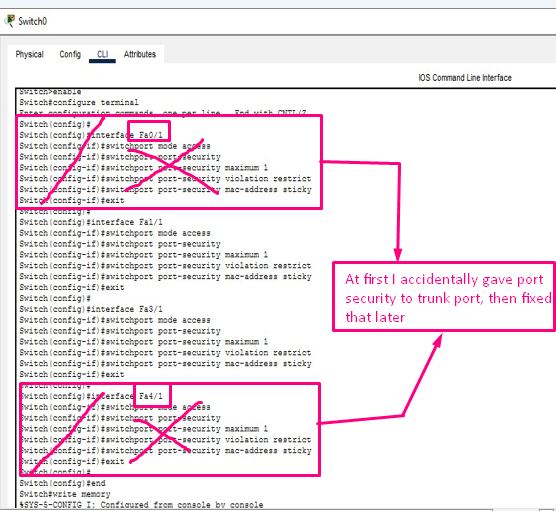 Switch0
Physical Config CLI Attributes
IOS Command Line Interface
Switch>enable
Switch#configure terminal
Enter configuration commands, one per line. End with CNTL/Z.
Switch(config)#
Switch(config)#interface Fa0/1
Switch(config-if)#switchport mode access
Switch(config-if)#switchport port-security
Switch(config-if)#switchport port-security maximum 1
Switch(config-if)#switchport port-security violation restrict
Switch(config-if)#switchport port-security mac-address sticky
Switch(config-if)#exit
Switch(config)#
Switch(config)#interface Fa1/1
Switch(config-if)#switchport mode access
Switch(config-if)#switchport port-security
Switch(config-if)#switchport port-security maximum 1
Switch(config-if)#switchport port-security violation restrict
Switch(config-if)#switchport port-security mac-address sticky
Switch(config-if)#exit
Switch(config)#
Switch(config)#interface Fa3/1
Switch(config-if)#switchport mode access
Switch(config-if)#switchport port-security
Switch(config-if)#switchport port-security maximum 1
Switch(config-if)#switchport port-security violation restrict
Switch(config-if)#switchport port-security mac-address sticky
Switch(config-if)#exit
Switch(config)#
Switch(config)#interface Fa4/1
Switch(config-if)#switchport mode access
Switch(config-if)#switchport port-security
Switch(config-if)#switchport port-security maximum 1
Switch(config-if)#switchport port-security violation restrict
Switch(config-if)#switchport port-security mac-address sticky
Switch(config-if)#exit
Switch(config)#
Switch(config)#end
Switch#write memory
%SYS-5-CONFIG_I: Configured from console by console
At first I accidentally gave port
security to trunk port, then fixed
that later